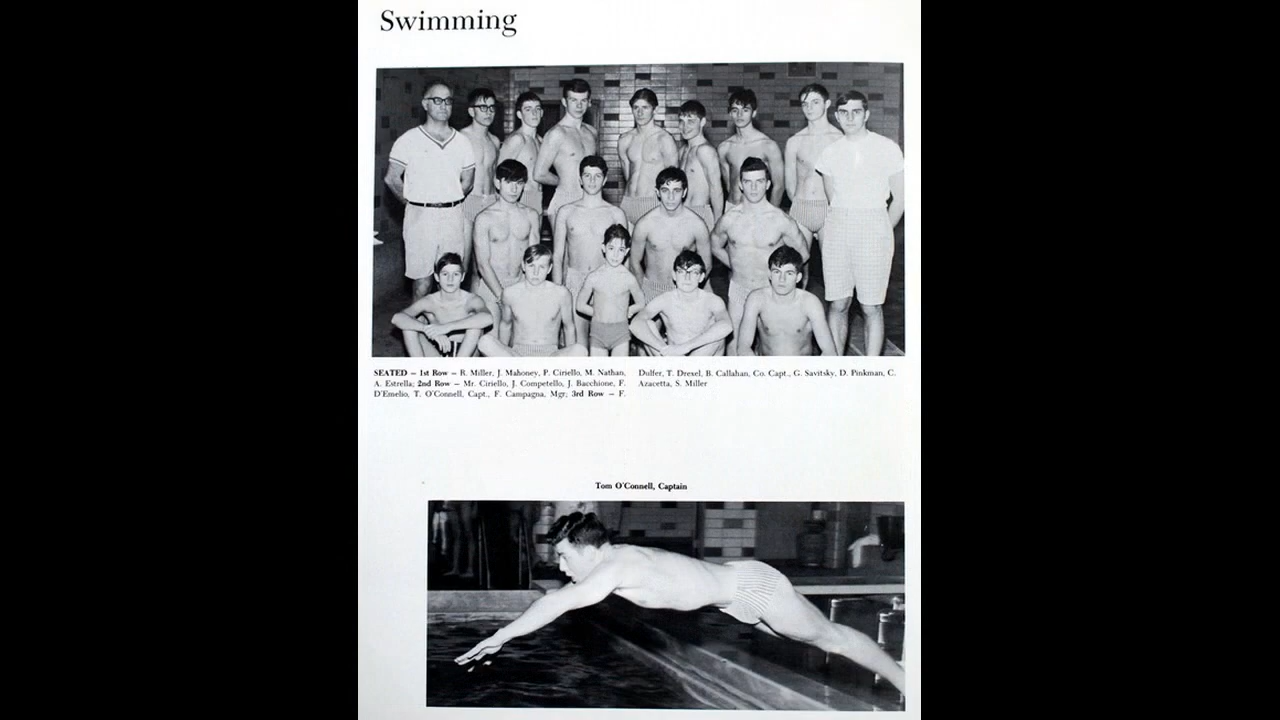 Swimming
SEATED — 1st Row — R. Miller, J. Mahoney, P. Ciriello, M. Nathan,
A. Estrella; 2nd Row — Mr. Ciriello, J. Competello, J. Bacchione, F.
D'Emelio, T. O'Connell, Capt., F. Campagna, Mgr; 3rd Row — F.
Dulfer, T. Drexel, B. Callahan, Co. Capt., G. Savitsky, D. Pinkman, C.
Azacetta, S. Miller
Tom O'Connell, Captain